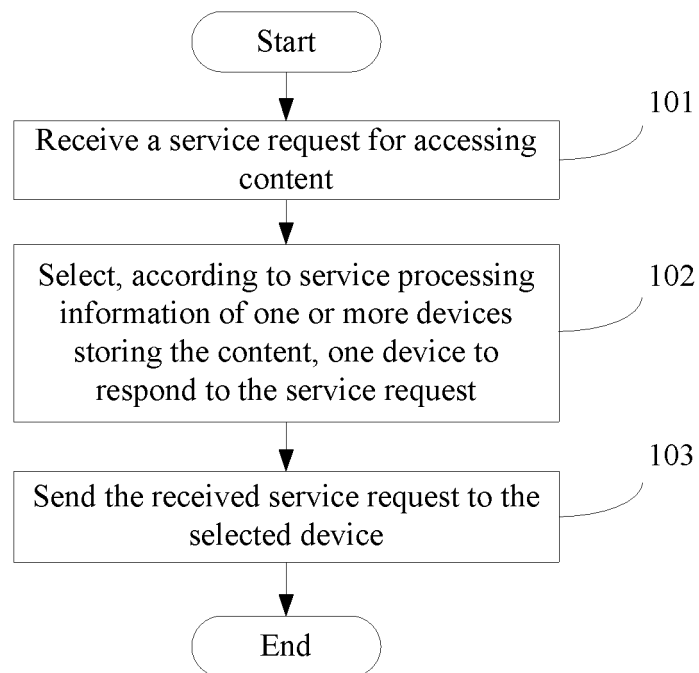 Start
101
Receive a service request for accessing
content
Select, according to service processing
information of one or more devices
storing the content, one device to
respond to the service request
102
Send the received service request to the
selected device
103
End